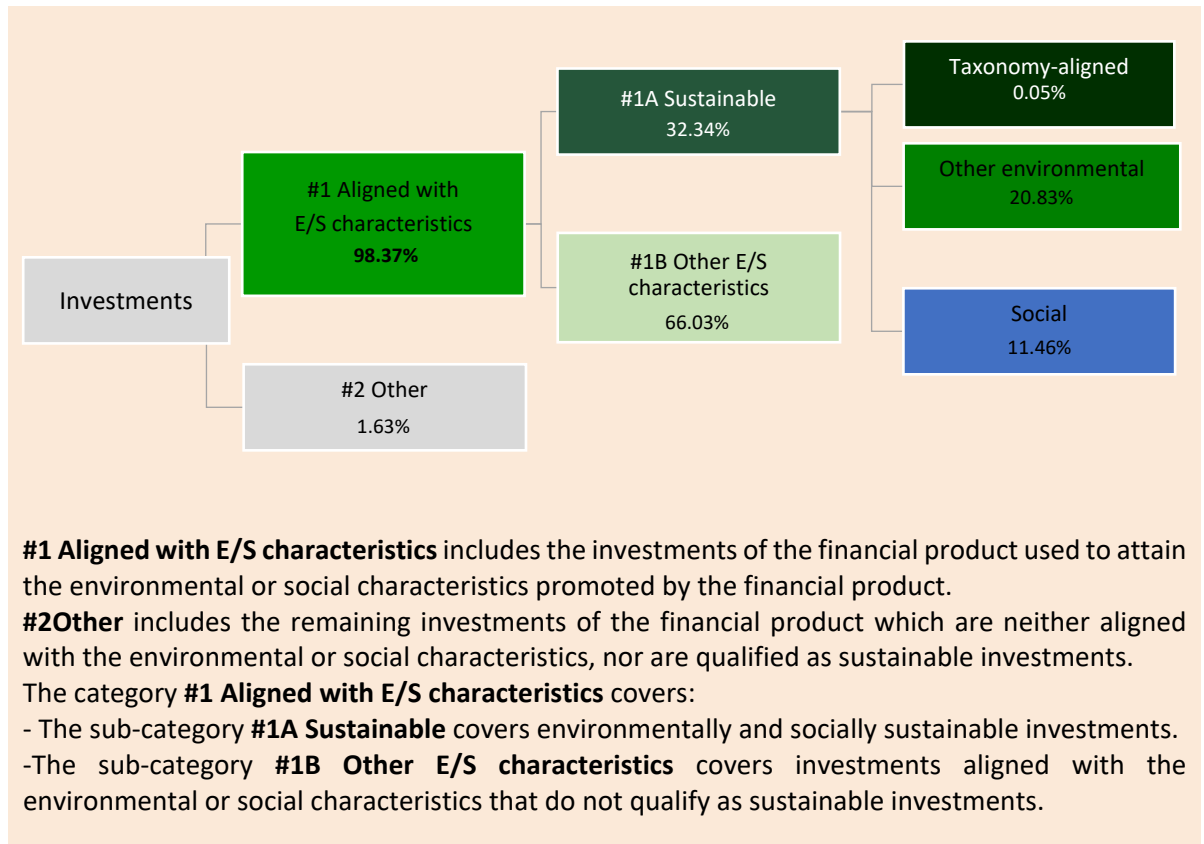 Investments
#1 Aligned with
E/S characteristics
98.37%
#2 Other
1.63%
#1A Sustainable
32.34%
#1B Other E/S
characteristics
66.03%
Taxonomy-aligned
0.05%
Other environmental
20.83%
Social
11.46%
#1 Aligned with E/S characteristics includes the investments of the financial product used to attain
the environmental or social characteristics promoted by the financial product.
#2Other includes the remaining investments of the financial product which are neither aligned
with the environmental or social characteristics, nor are qualified as sustainable investments.
The category #1 Aligned with E/S characteristics covers:
- The sub-category #1A Sustainable covers environmentally and socially sustainable investments.
-The sub-category #1B Other E/S characteristics covers investments aligned with the
environmental or social characteristics that do not qualify as sustainable investments.